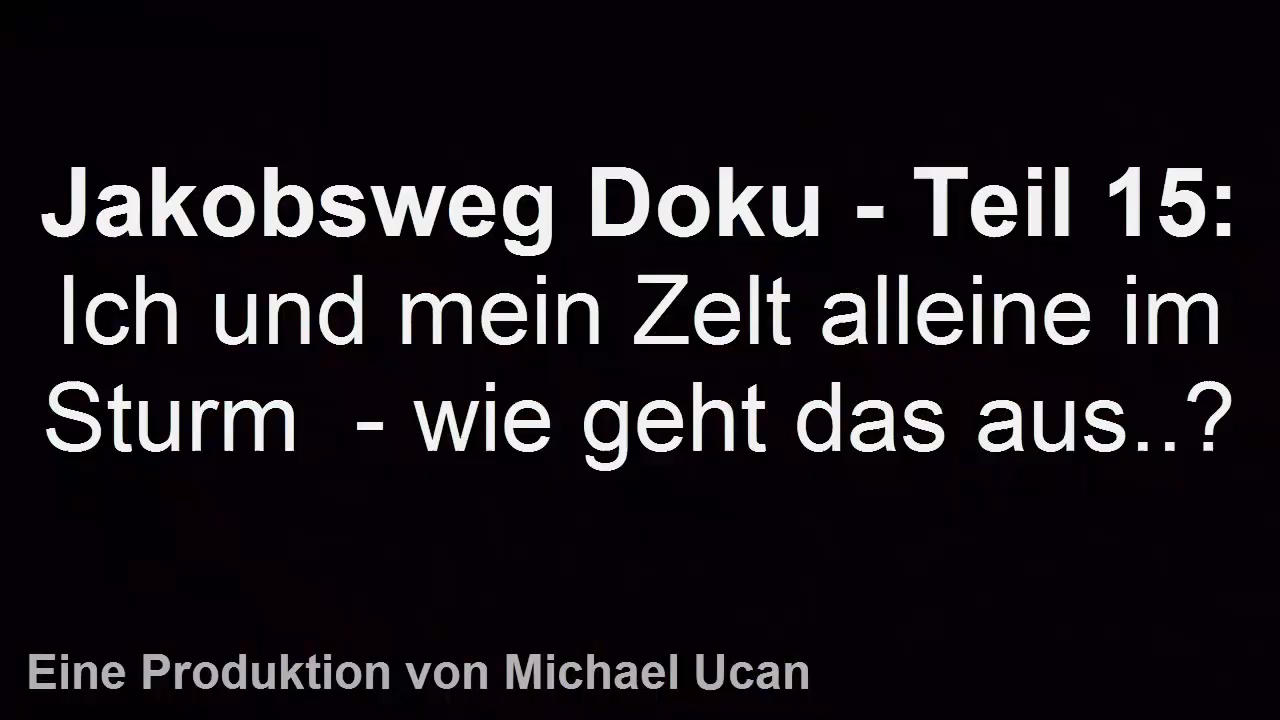 Jakobsweg Doku - Teil 15:
Ich und mein Zelt alleine im
Sturm  - wie geht das aus..?
Eine Produktion von Michael Ucan